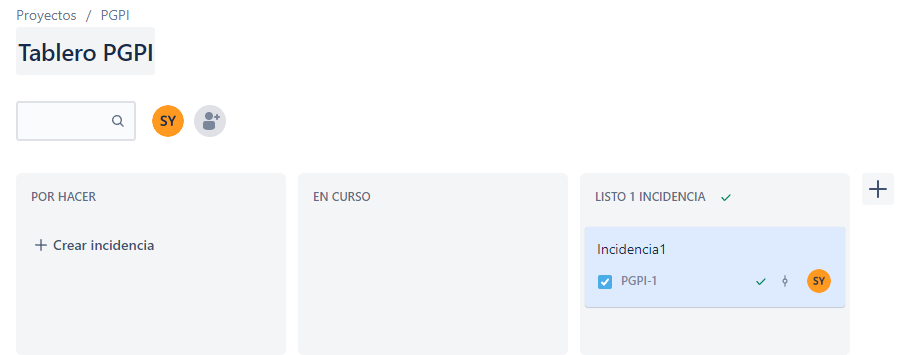 Proyectos / PGPI
Tablero PGPI
SY
POR HACER
+ Crear incidencia
EN CURSO
LISTO 1 INCIDENCIA
Incidencia1
PGPI-1
SY